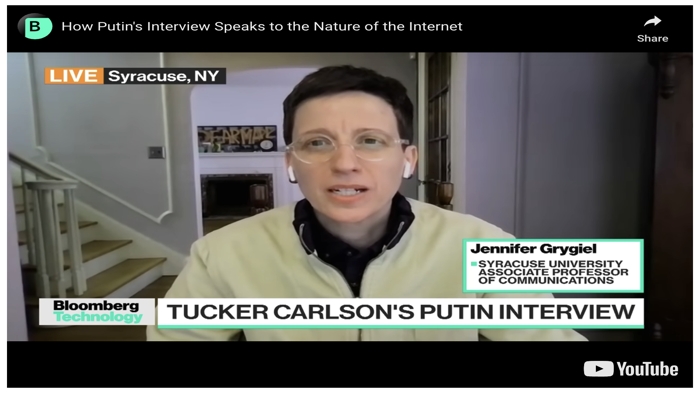 B
How Putin's Interview Speaks to the Nature of the Internet
Share
LIVE Syracuse, NY
Jennifer Grygiel
SYRACUSE UNIVERSITY
ASSOCIATE PROFESSOR
OF COMMUNICATIONS
Bloomberg
Technology
TUCKER CARLSON'S PUTIN INTERVIEW
YouTube